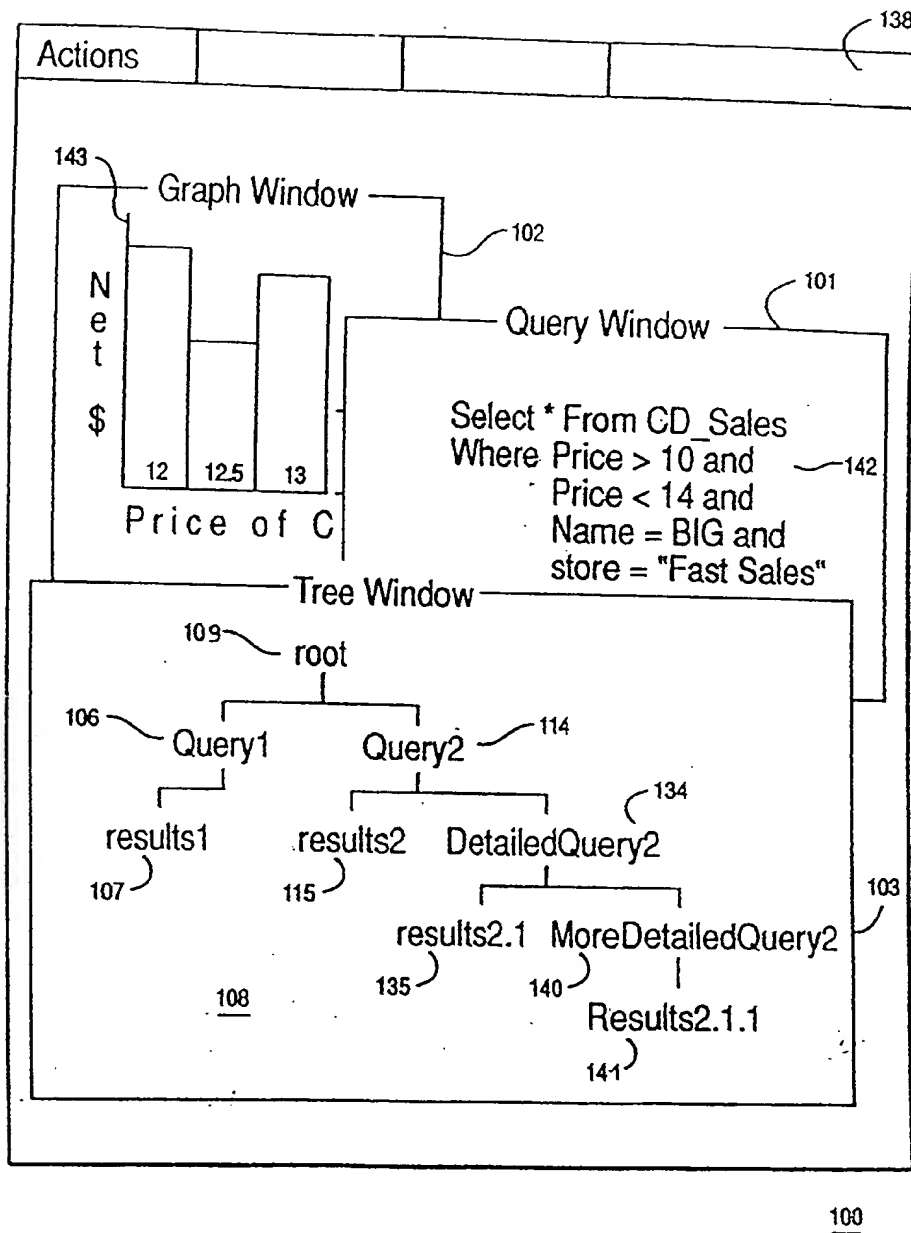 138
Actions
143
Graph Window
102
Net $
12 12.5 13
Price of C
101
Query Window
Select * From CD_Sales
Where Price > 10 and
142
Price < 14 and
Name = BIG and
store = "Fast Sales"
Tree Window
109
root
106
Query1
Query2
114
134
results1
results2
DetailedQuery2
107
115
103
results2.1
MoreDetailedQuery2
135
140
108
Results2.1.1
141
100